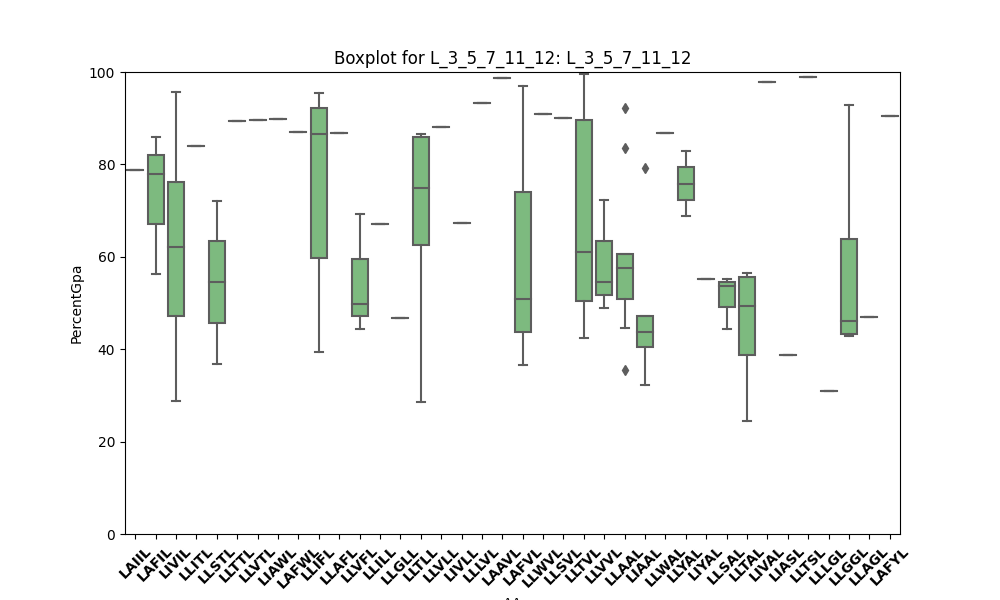 Boxplot for L_3_5_7_11_12: L_3_5_7_11_12
100
80
60
40
20
0
PercentGpa
LAIIL LAFIL LIVIL LLITL LLSTL LLTTL LLVTL LIAWL LAFWL LLIFL LLAFL LLVFL LLILL LLGLL LLTLL LLVLL LIVLL LLLVL LAAVL LAFVL LLWVL LLSVL LLTVL LLVVL LLAAL LIAAL LLWAL LLYAL LIYAL LLSAL LLTAL LIVAL LIASL LLTSL LLLGL LLGGL LLAGL LAFYL